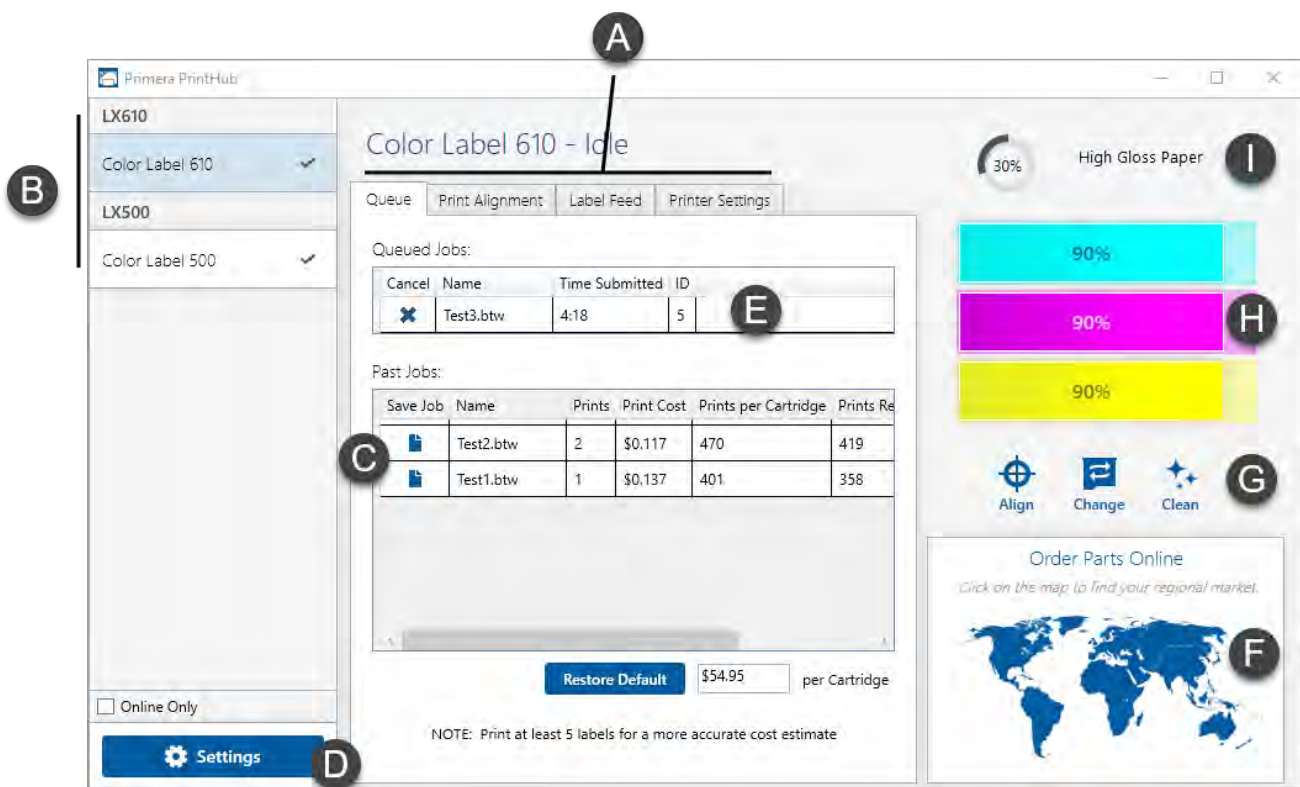 A
Primera PrintHub
LX610
Color Label 610
LX500
Color Label 500
B
Color Label 610 - Idle
Queue Print Alignment Label Feed Printer Settings
Queued Jobs:
Cancel Name Time Submitted ID
Test3.btw 4:18 5
E
Past Jobs:
Save Job Name Prints Print Cost Prints per Cartridge Prints Re
Test2.btw 2 $0.117 470 419
C
Test1.btw 1 $0.137 401 358
Restore Default $54.95 per Cartridge
NOTE: Print at least 5 labels for a more accurate cost estimate
Online Only
Settings
D
30% High Gloss Paper
I
90%
90%
H
90%
Align Change Clean
G
Order Parts Online
Click on the map to find your regional market.
F